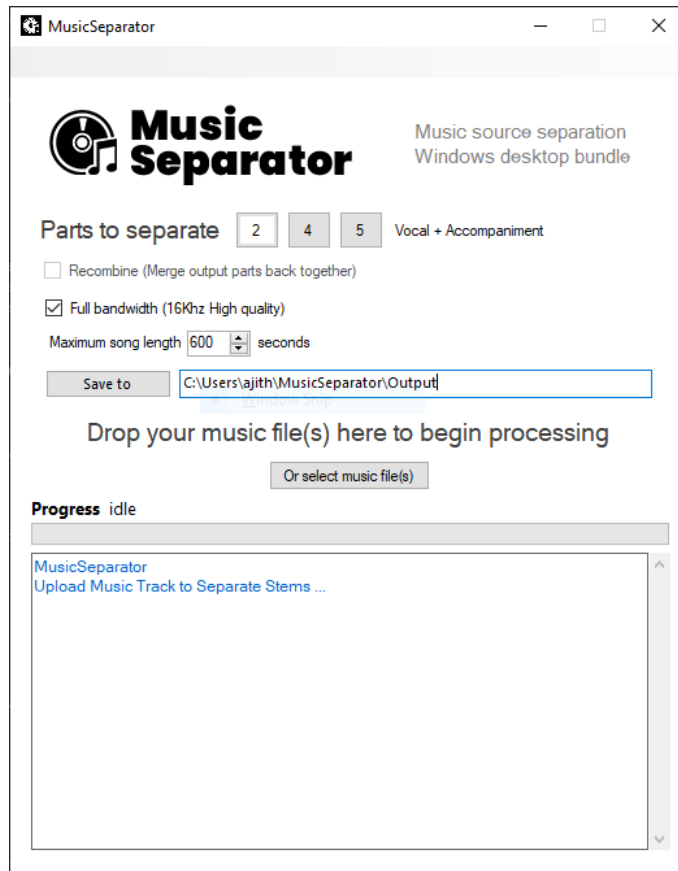 MusicSeparator
Music
Separator
Music source separation
Windows desktop bundle
Parts to separate 2 4 5 Vocal + Accompaniment
Recombine (Merge output parts back together)
Full bandwidth (16Khz High quality)
Maximum song length 600 seconds
Save to C:\Users\ajith\MusicSeparator\Output
Window Snip
Drop your music file(s) here to begin processing
Or select music file(s)
Progress idle
MusicSeparator
Upload Music Track to Separate Stems ...